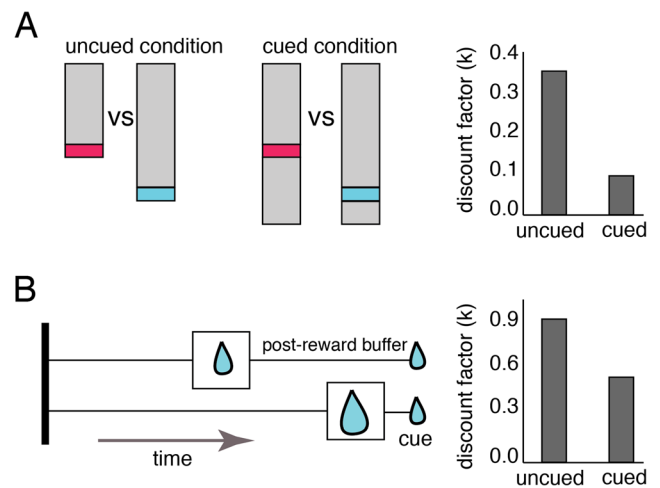 A
uncued condition
cued condition
vs
vs
discount factor (k)
0.4
0.3
0.2
0.1
0.0
uncued
cued
B
post-reward buffer
cue
time
discount factor (k)
0.9
0.6
0.3
0.0
uncued
cued